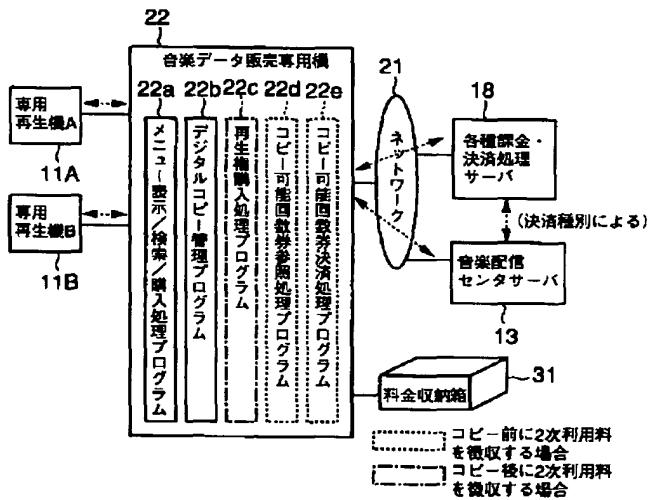 22
音楽データ販売専用機
22a 22b 22c 22d 22e
メニュー表示/検索/購入処理プログラム
デジタルコピー管理プログラム
再生権購入処理プログラム
コピー可能回数券参照処理プログラム
コピー可能回数券決済処理プログラム
専用
再生機A
11A
専用
再生機B
11B
21
ネットワーク
18
各種課金・
決済処理
サーバ
(決済種別による)
音楽配信
センタサーバ
13
料金収納箱
31
コピー前に2次利用料
を徴収する場合
コピー後に2次利用料
を徴収する場合